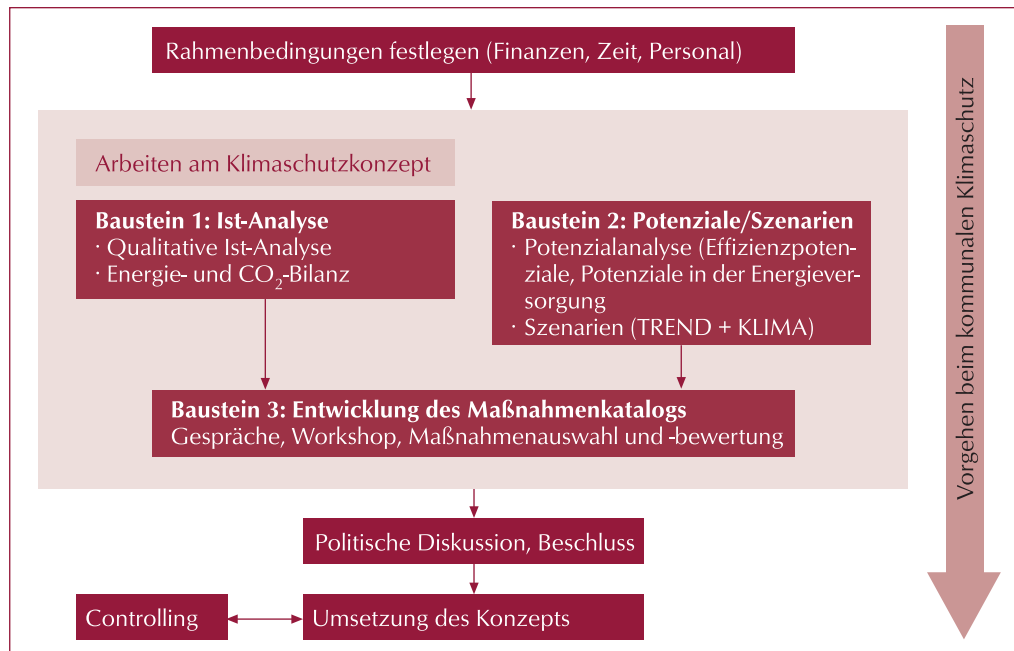 Rahmenbedingungen festlegen (Finanzen, Zeit, Personal)
Arbeiten am Klimaschutzkonzept
Baustein 1: Ist-Analyse
· Qualitative Ist-Analyse
· Energie- und CO₂-Bilanz
Baustein 2: Potenziale/Szenarien
· Potenzialanalyse (Effizienzpoten-
ziale, Potenziale in der Energiever-
sorgung
· Szenarien (TREND + KLIMA)
Baustein 3: Entwicklung des Maßnahmenkatalogs
Gespräche, Workshop, Maßnahmenauswahl und -bewertung
Politische Diskussion, Beschluss
Controlling
Umsetzung des Konzepts
Vorgehen beim kommunalen Klimaschutz